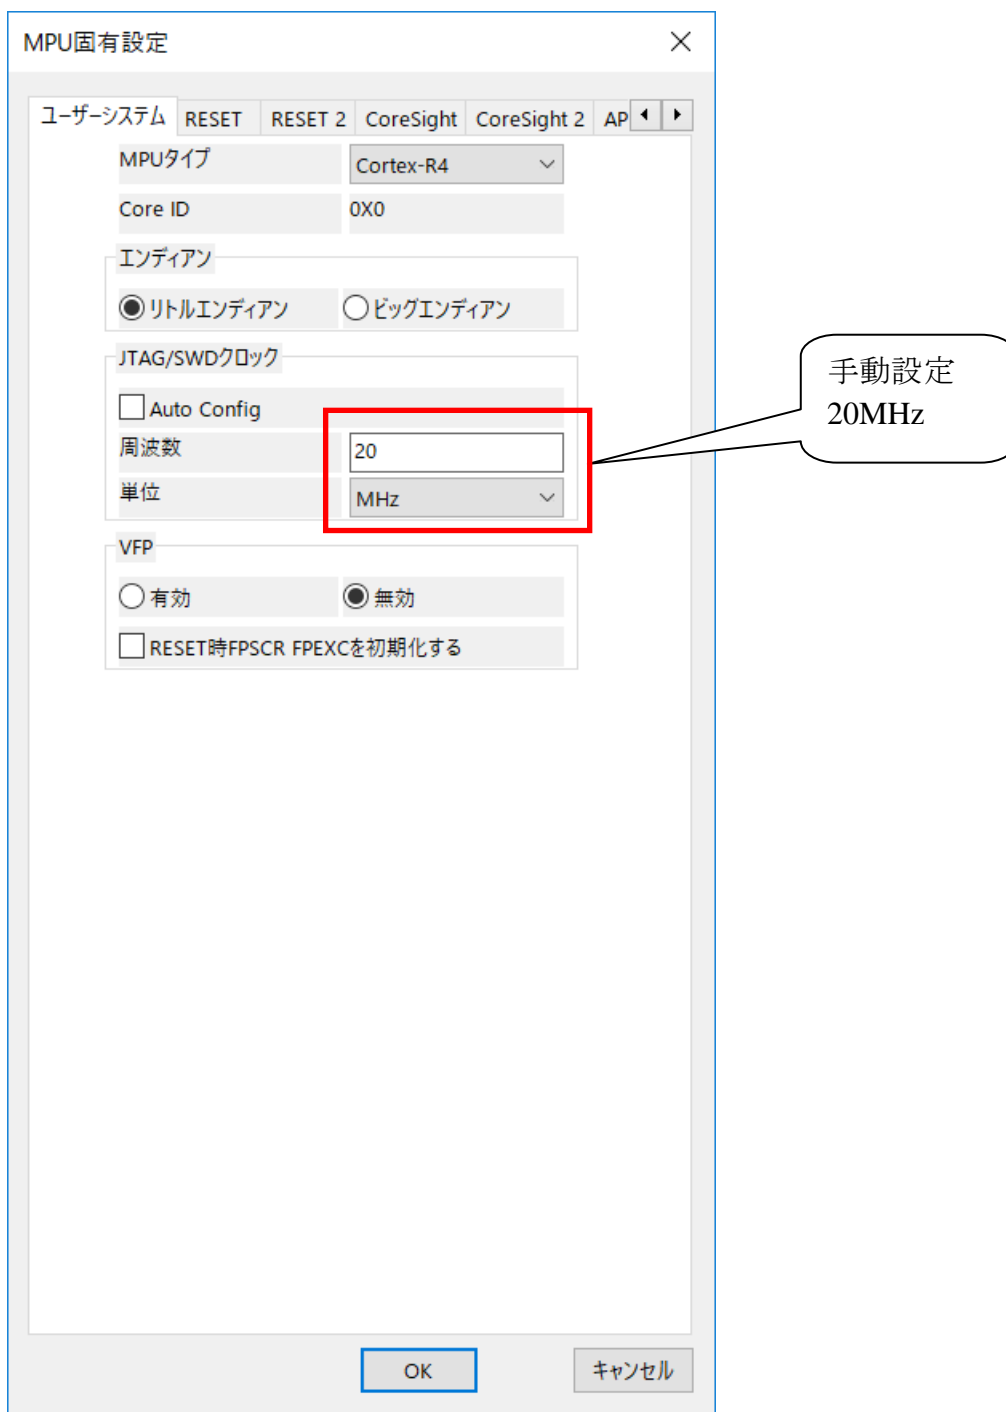 MPU固有設定
ユーザーシステム RESET RESET 2 CoreSight CoreSight 2 AP
MPUタイプ Cortex-R4
Core ID 0X0
エンディアン
リトルエンディアン ビッグエンディアン
JTAG/SWDクロック
Auto Config
周波数 20
単位 MHz
VFP
有効 無効
RESET時FPSCR FPEXCを初期化する
OK キャンセル
手動設定
20MHz